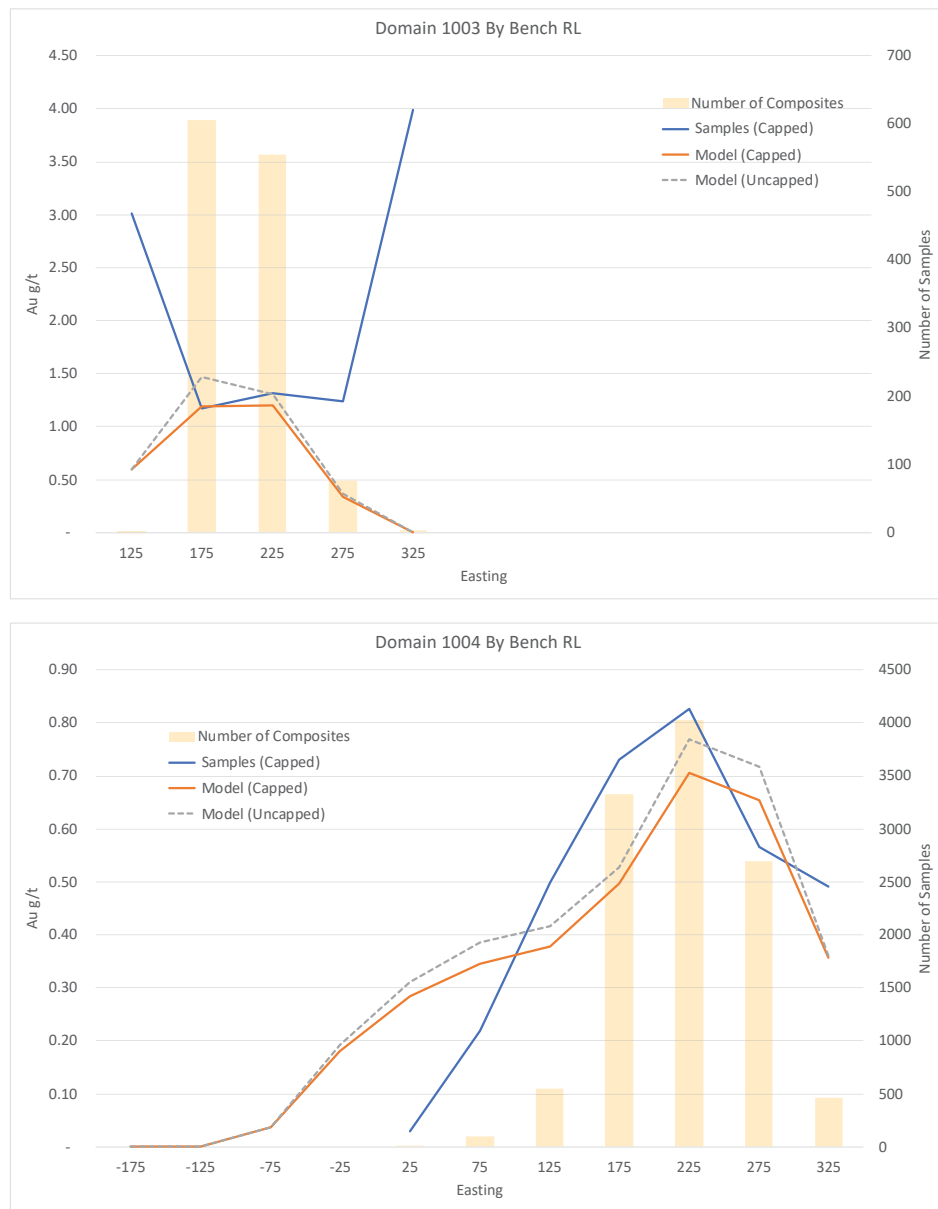 Domain 1003 By Bench RL
4.50 700
4.00 600
3.50 500
3.00 400
2.50
2.00 300
1.50 200
1.00
0.50 100
- 0
Au g/t
Number of Samples
Number of Composites
Samples (Capped)
Model (Capped)
Model (Uncapped)
125 175 225 275 325
Easting
Domain 1004 By Bench RL
0.90 4500
0.80 4000
0.70 3500
0.60 3000
0.50 2500
0.40 2000
0.30 1500
0.20 1000
0.10 500
- 0
Au g/t
Number of Samples
Number of Composites
Samples (Capped)
Model (Capped)
Model (Uncapped)
-175 -125 -75 -25 25 75 125 175 225 275 325
Easting